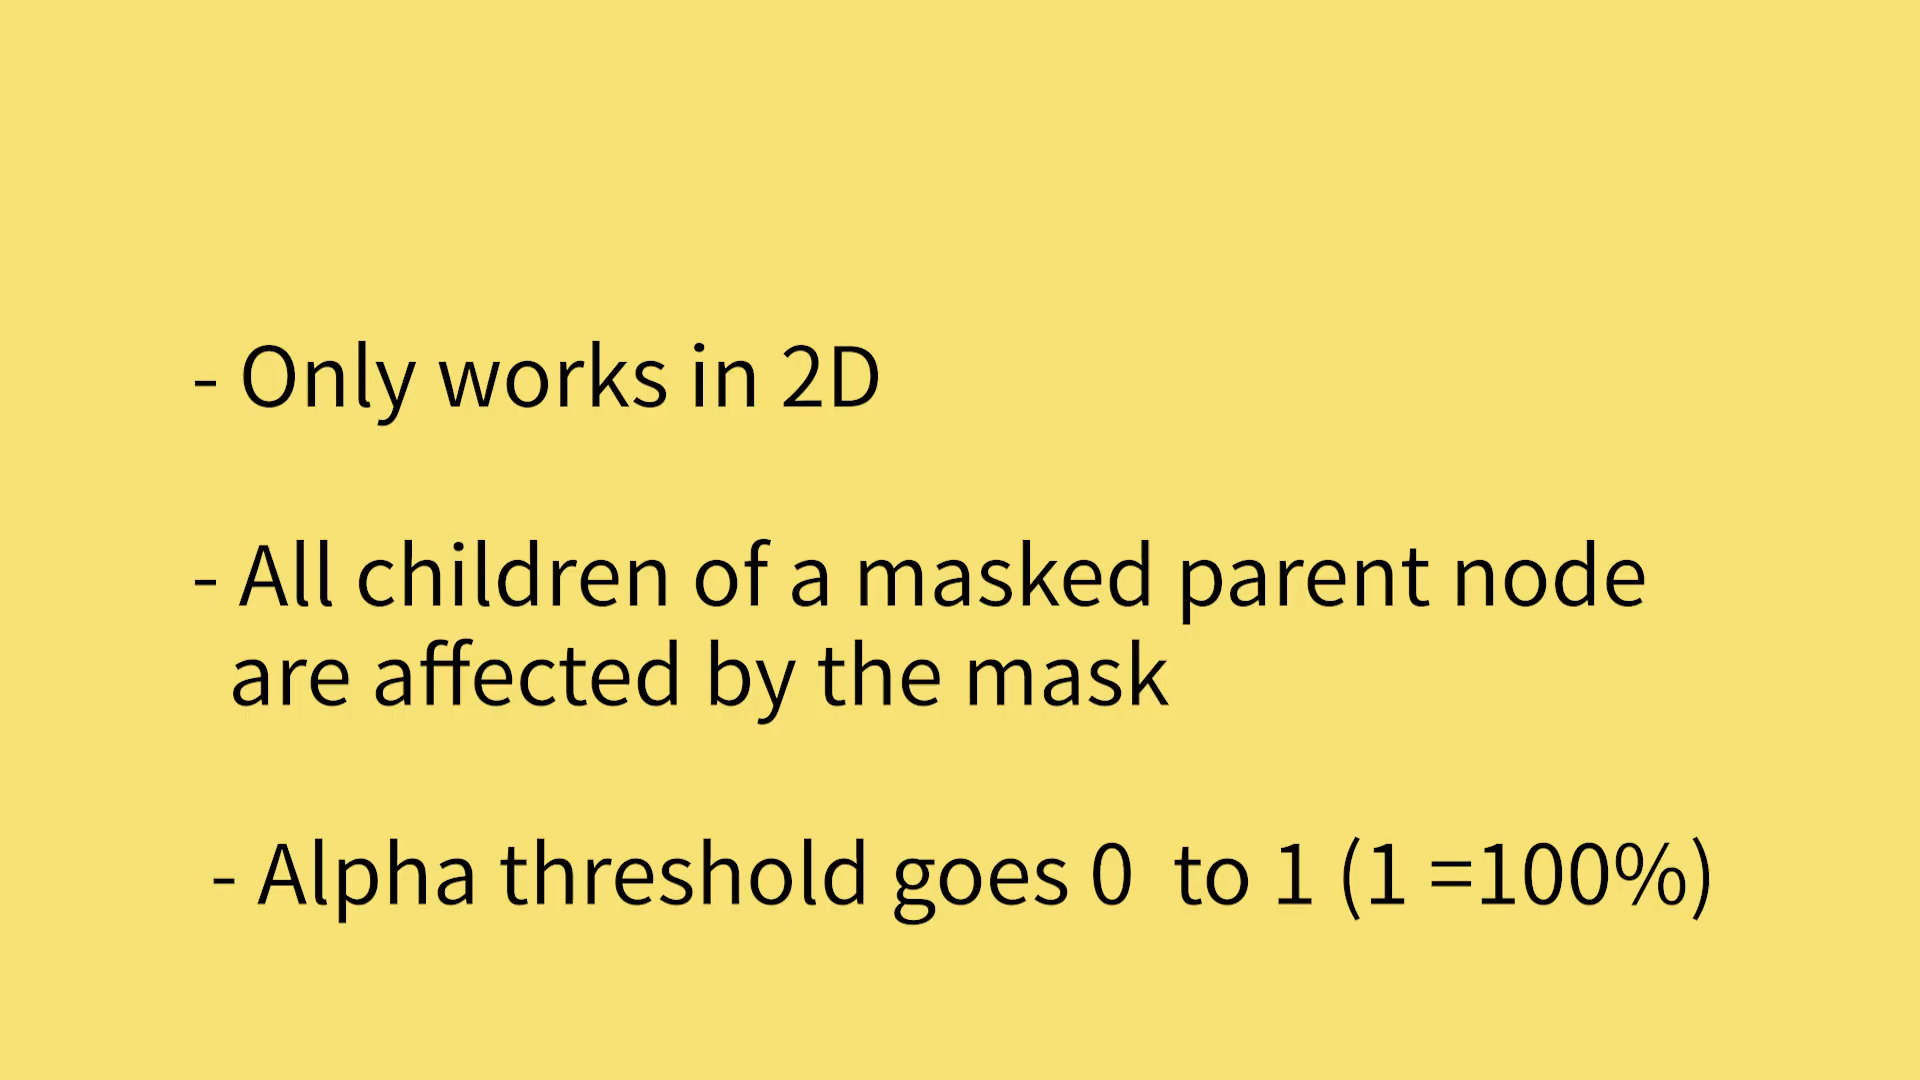 - Only works in 2D
- All children of a masked parent node
are affected by the mask
- Alpha threshold goes 0  to 1 (1 =100%)